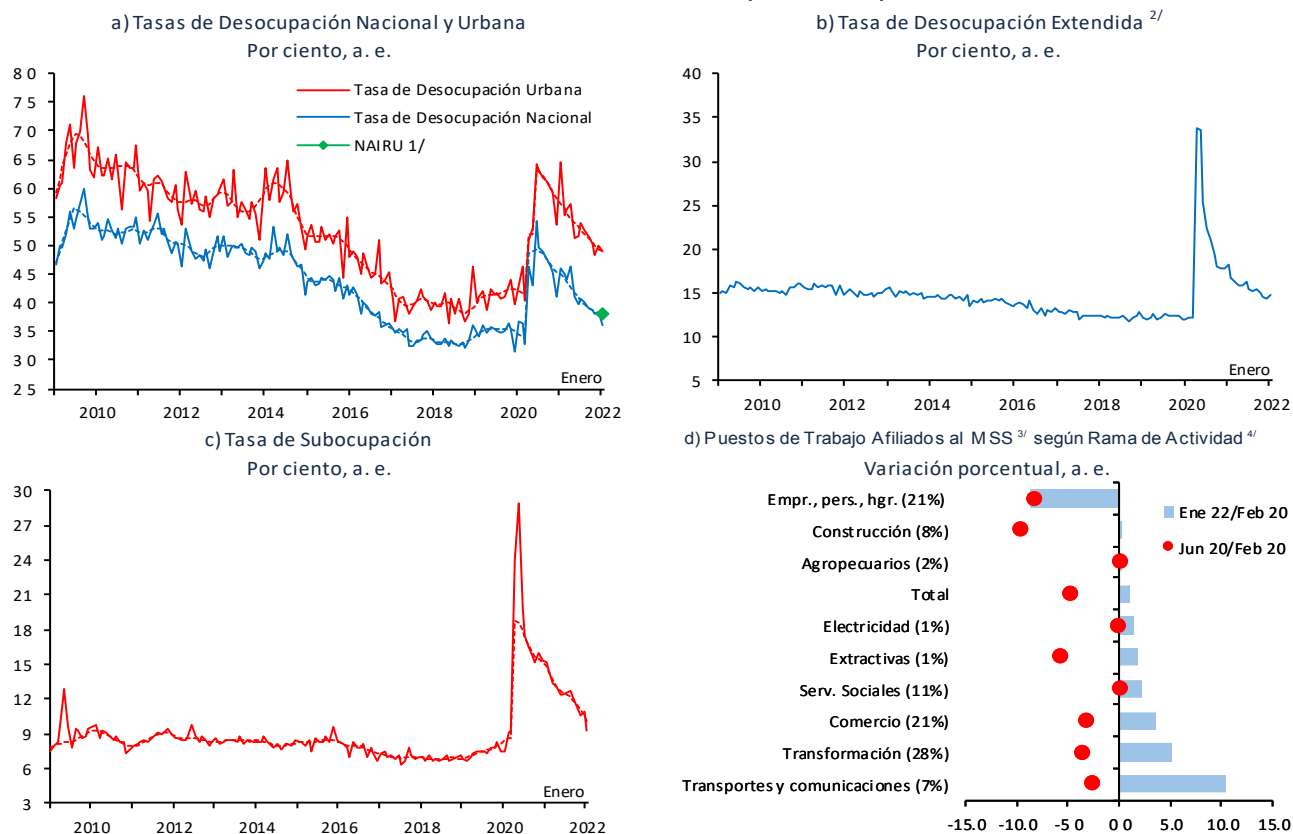 a) Tasas de Desocupación Nacional y Urbana
Por ciento, a. e.
8 0
7 5
7 0
6 5
6 0
5 5
5 0
4 5
4 0
3 5
3 0
2 5
Tasa de Desocupación Urbana
Tasa de Desocupación Nacional
NAIRU 1/
Enero
2010 2012 2014 2016 2018 2020 2022
b) Tasa de Desocupación Extendida 2/
Por ciento, a. e.
40
35
30
25
20
15
10
5
Enero
2010 2012 2014 2016 2018 2020 2022
c) Tasa de Subocupación
Por ciento, a. e.
30
27
24
21
18
15
12
9
6
3
Enero
2010 2012 2014 2016 2018 2020 2022
d) Puestos de Trabajo Afiliados al MSS 3/ según Rama de Actividad 4/
Variación porcentual, a. e.
Empr., pers., hgr. (21%)
Construcción (8%)
Agropecuarios (2%)
Total
Electricidad (1%)
Extractivas (1%)
Serv. Sociales (11%)
Comercio (21%)
Transformación (28%)
Transportes y comunicaciones (7%)
Ene 22/Feb 20
Jun 20/Feb 20
-15.0 -10.0 -5.0 0.0 5.0 10.0 15.0